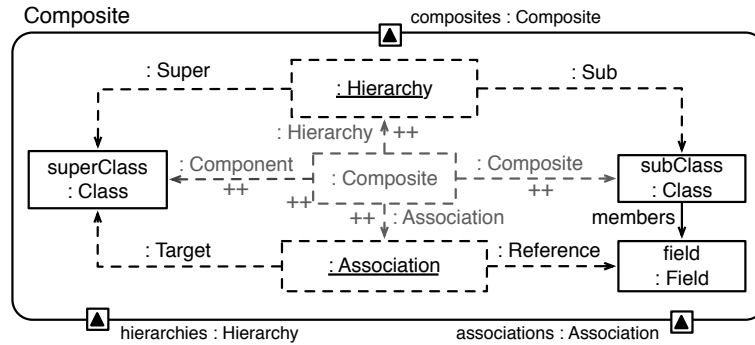 Composite
composites : Composite
: Super
: Hierarchy
: Sub
: Hierarchy
++
superClass
: Class
: Component
++
++
: Composite
: Composite
++
subClass
: Class
++
: Association
members
: Target
: Association
: Reference
field
: Field
hierarchies : Hierarchy
associations : Association